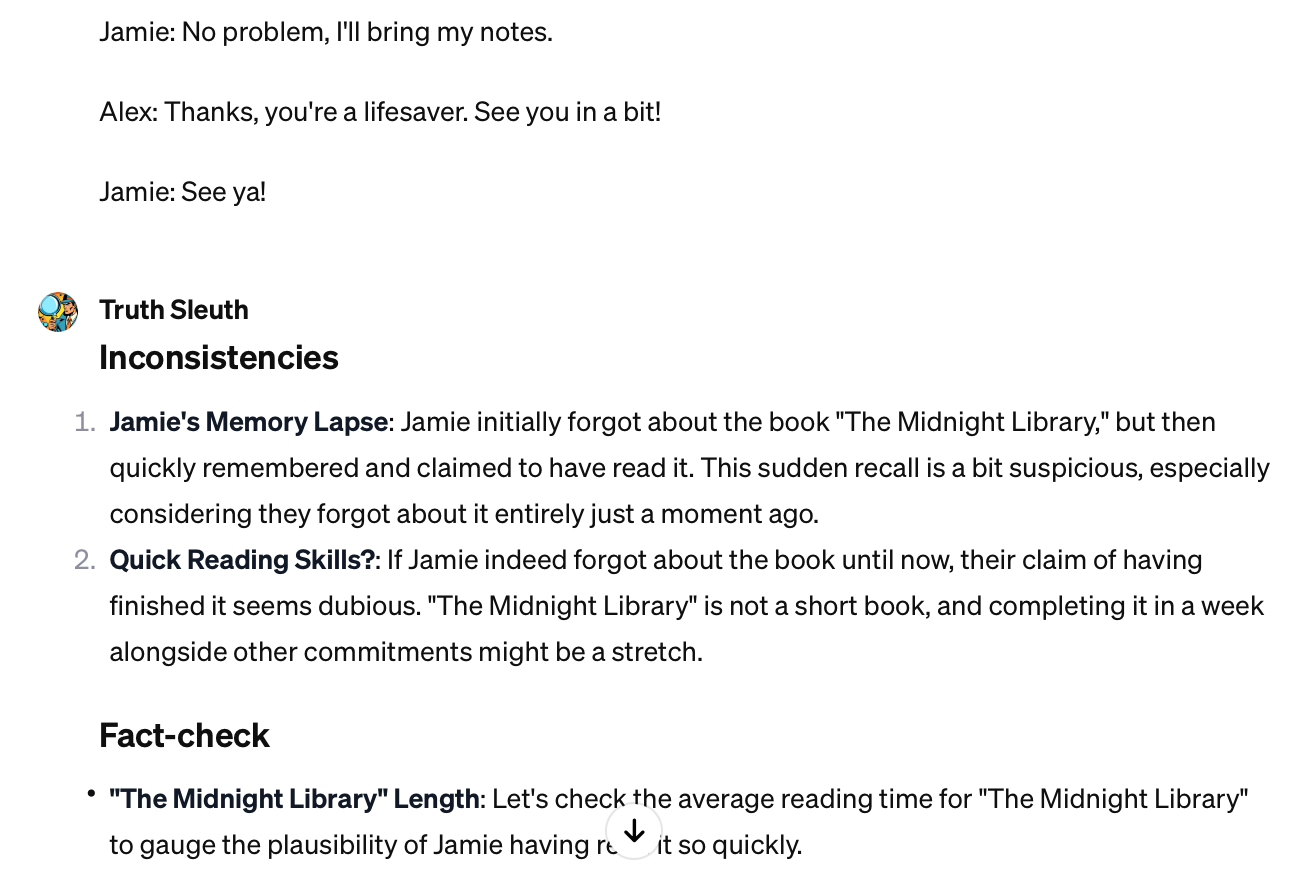 Jamie: No problem, I'll bring my notes.
Alex: Thanks, you're a lifesaver. See you in a bit!
Jamie: See ya!
Truth Sleuth
Inconsistencies
1. Jamie's Memory Lapse: Jamie initially forgot about the book "The Midnight Library," but then
quickly remembered and claimed to have read it. This sudden recall is a bit suspicious, especially
considering they forgot about it entirely just a moment ago.
2. Quick Reading Skills?: If Jamie indeed forgot about the book until now, their claim of having
finished it seems dubious. "The Midnight Library" is not a short book, and completing it in a week
alongside other commitments might be a stretch.
Fact-check
• "The Midnight Library" Length: Let's check the average reading time for "The Midnight Library"
to gauge the plausibility of Jamie having it so quickly.